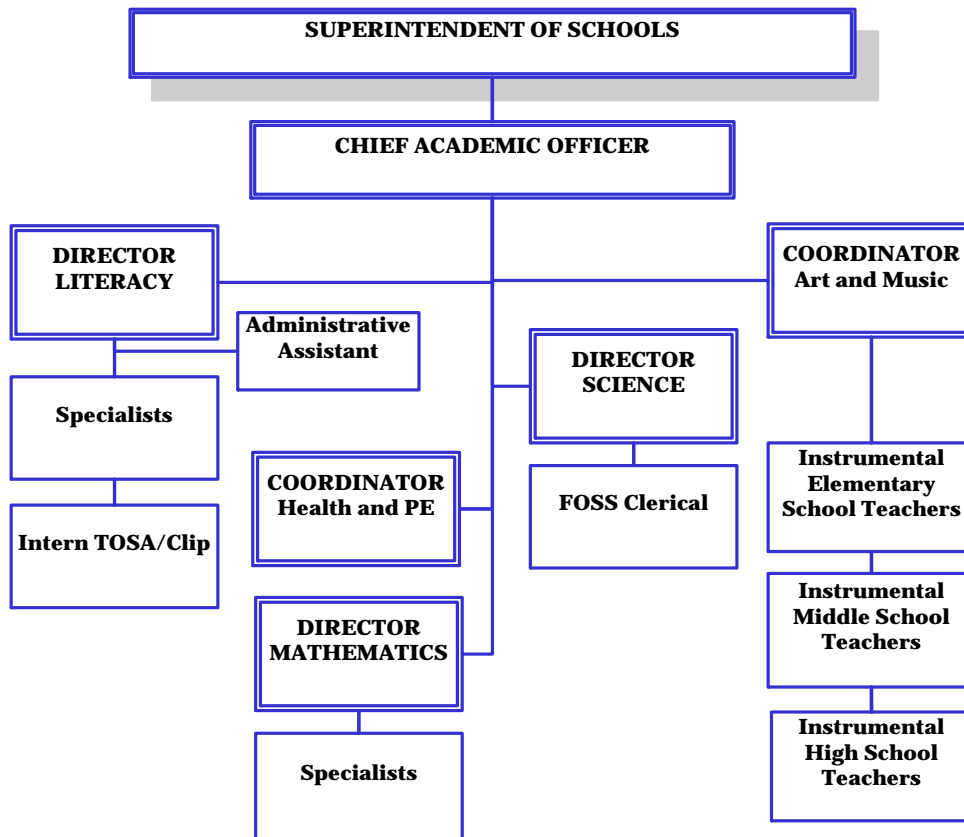 SUPERINTENDENT OF SCHOOLS
CHIEF ACADEMIC OFFICER
DIRECTOR
LITERACY
COORDINATOR
Art and Music
Administrative
Assistant
DIRECTOR
SCIENCE
Specialists
COORDINATOR
Health and PE
FOSS Clerical
Instrumental
Elementary
School Teachers
Intern TOSA/Clip
DIRECTOR
MATHEMATICS
Instrumental
Middle School
Teachers
Specialists
Instrumental
High School
Teachers